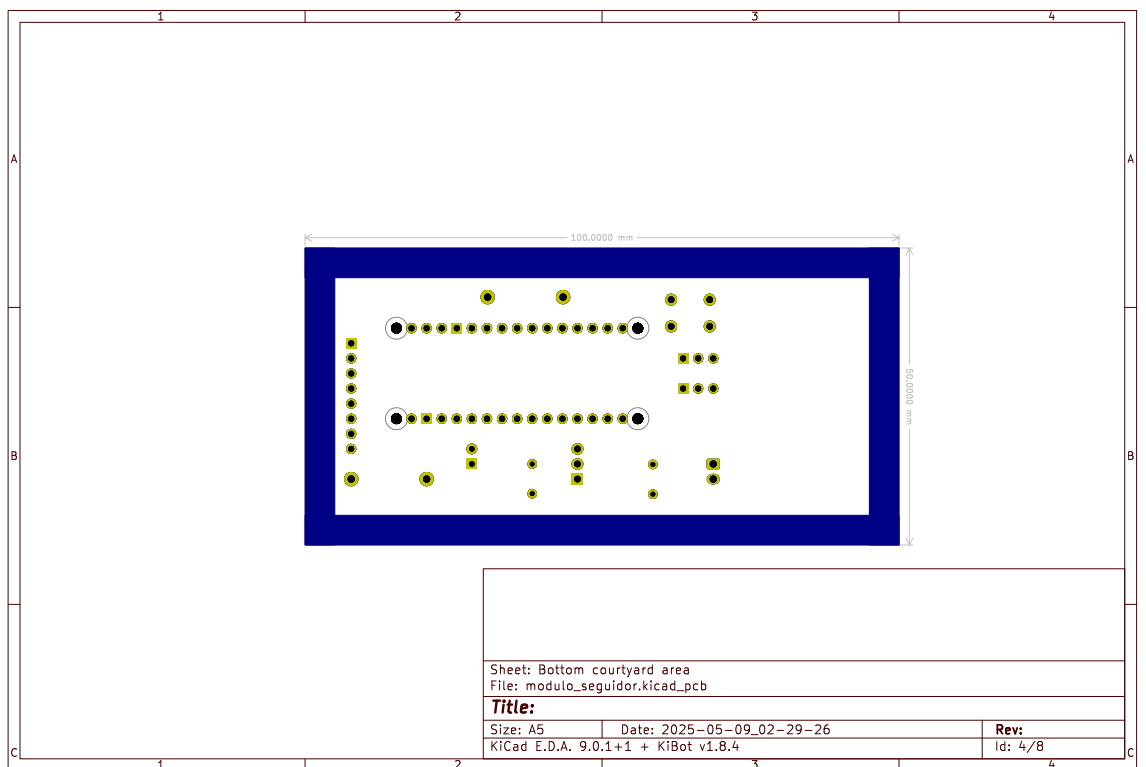 1 2 3 4
A A
100.0000 mm
50.0000 mm
B B
Sheet: Bottom courtyard area
File: modulo_seguidor.kicad_pcb
Title:
Size: A5 Date: 2025-05-09_02-29-26 Rev:
KiCad E.D.A. 9.0.1+1 + KiBot v1.8.4 Id: 4/8
C C
1 2 3 4